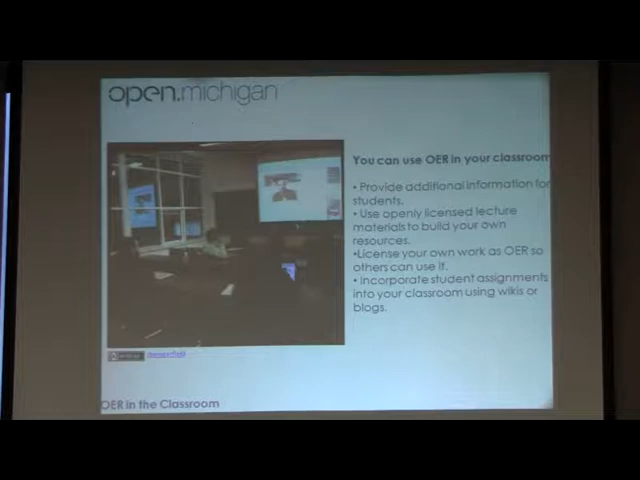 open.michigan
You can use OER in your classroom
• Provide additional information for
students.
• Use openly licensed lecture
materials to build your own
resources.
•License your own work as OER so
others can use it.
• Incorporate student assignments
into your classroom using wikis or
blogs.
OER in the Classroom